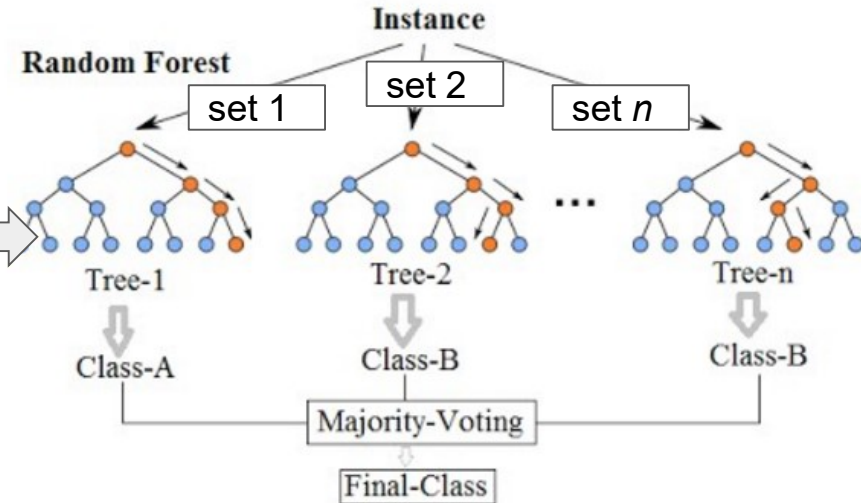 Instance
Random Forest
set 1
set 2
set n
...
Tree-1
Tree-2
Tree-n
Class-A
Class-B
Class-B
Majority-Voting
Final-Class